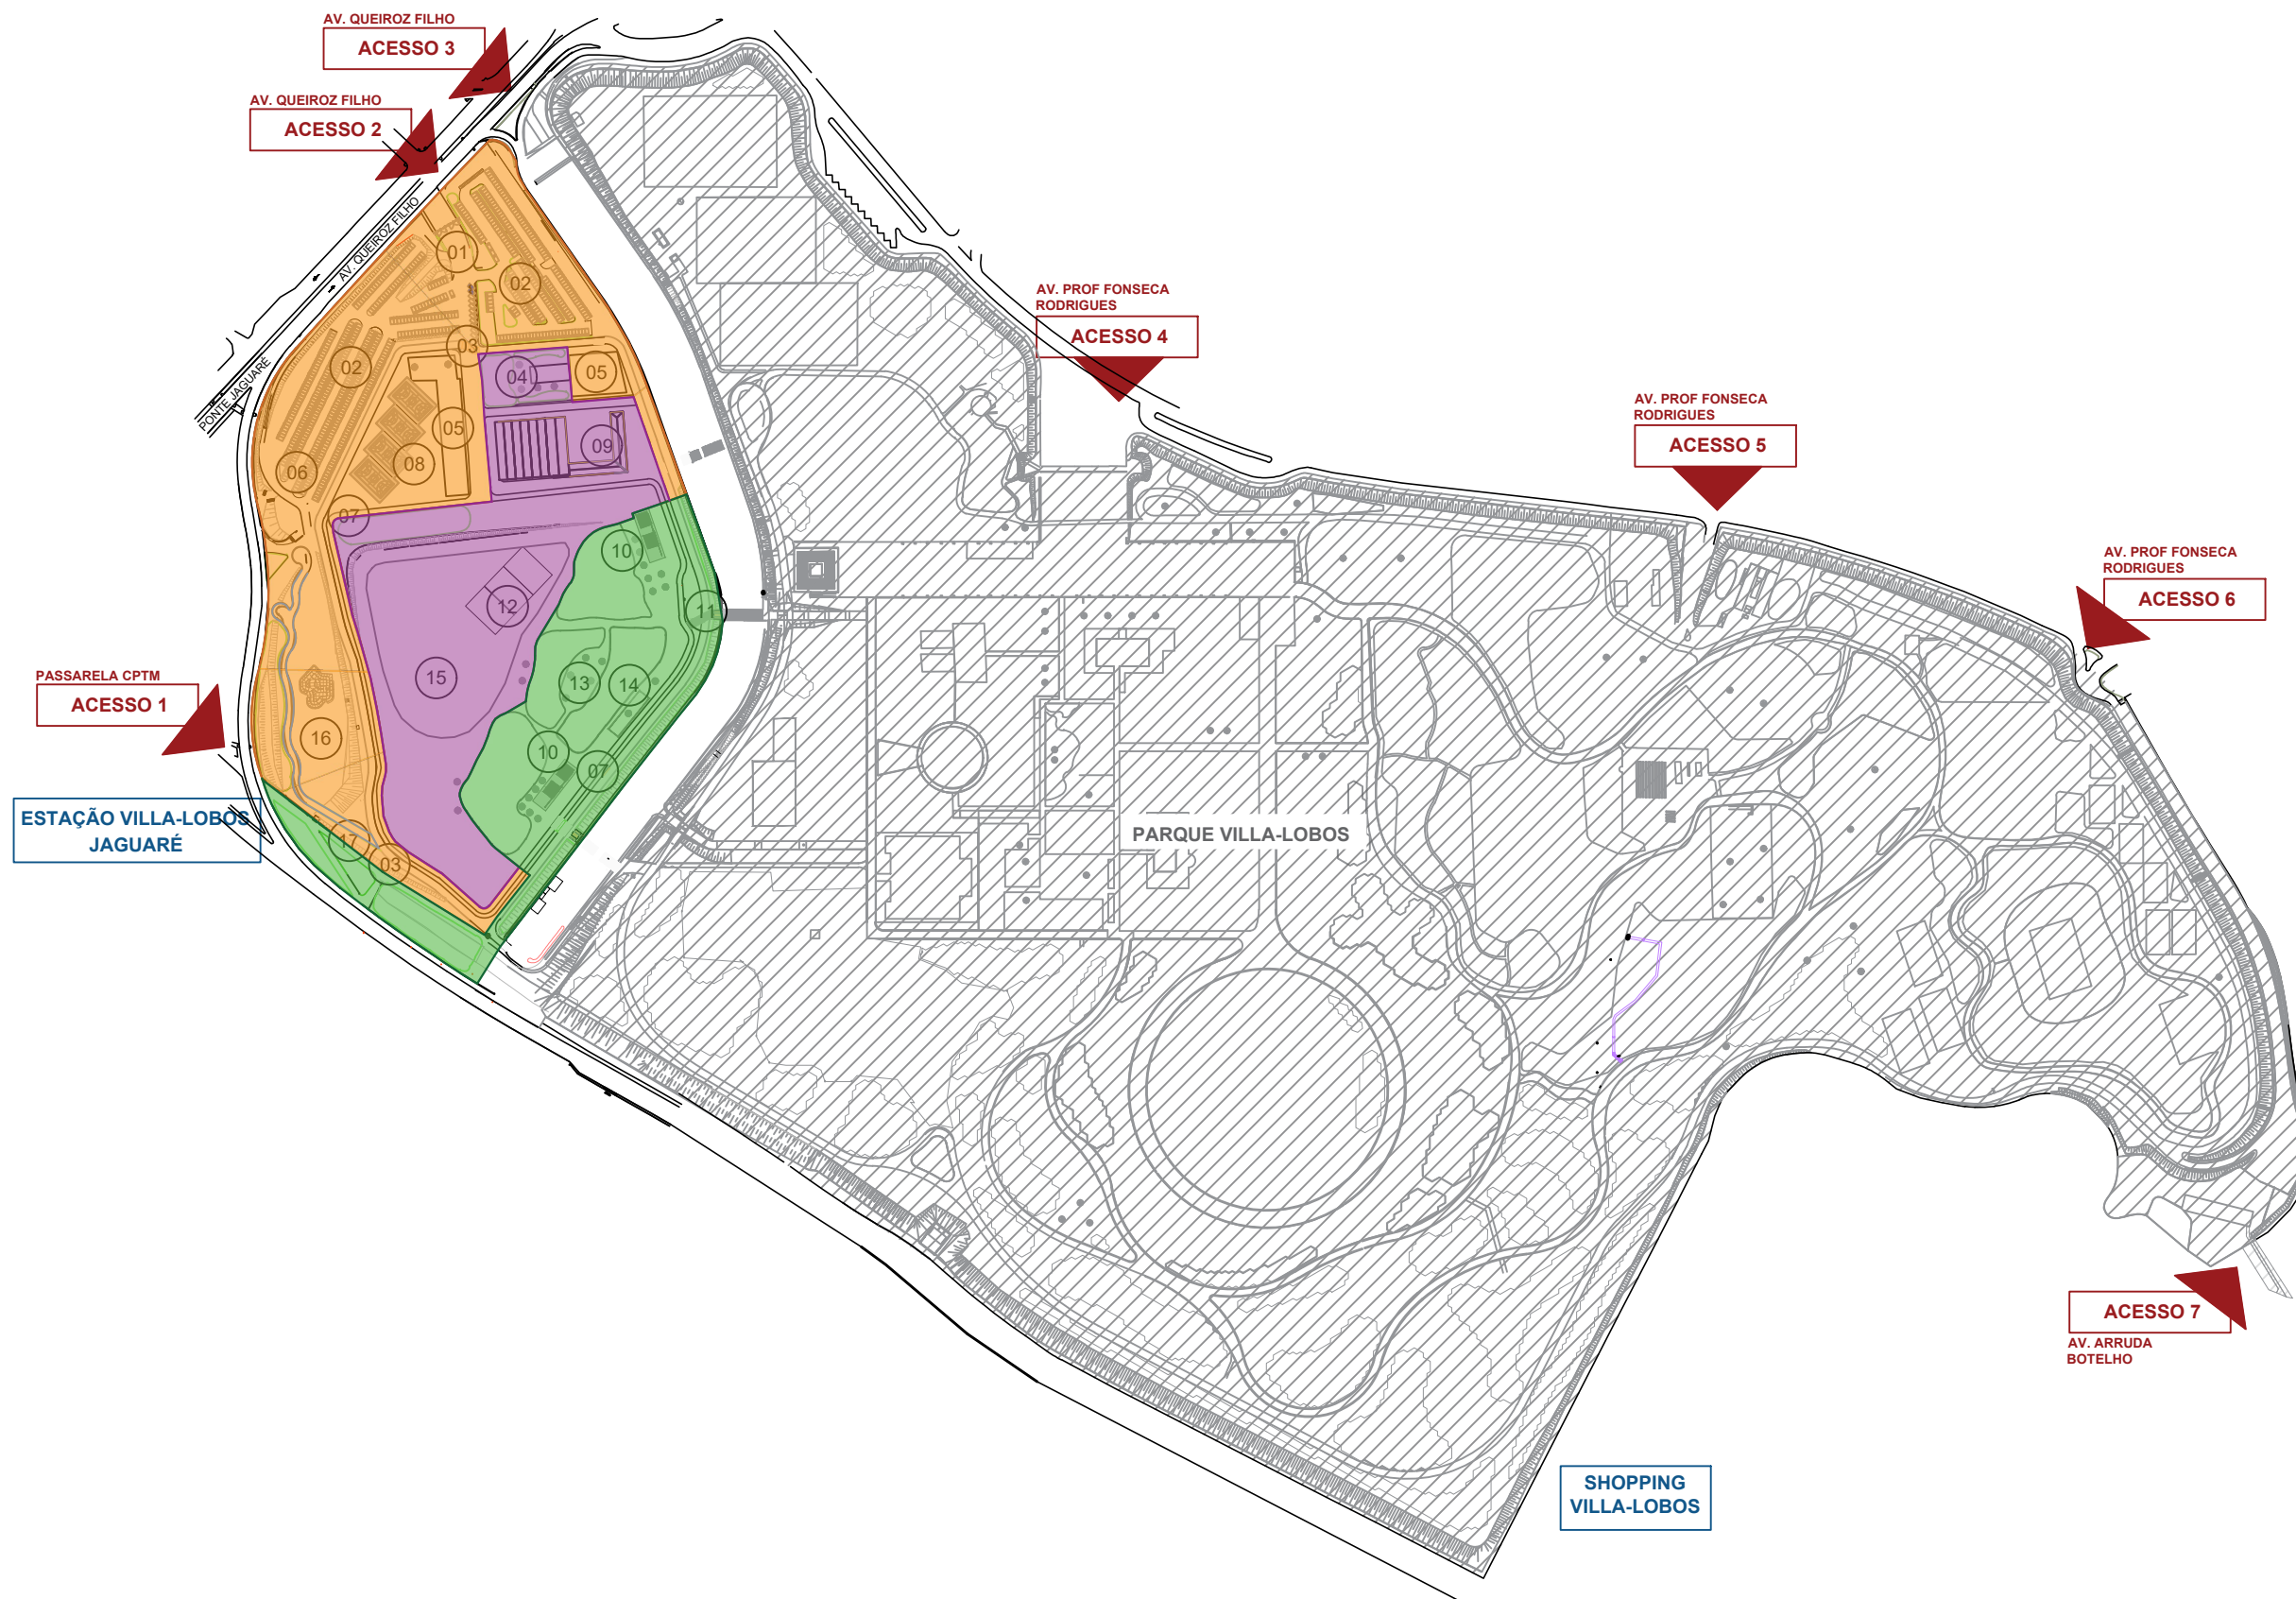 AV. QUEIROZ FILHO
ACESSO 3
AV. QUEIROZ FILHO
ACESSO 2
AV. QUEIROZ FILHO
PONTE JAGUARÉ
01
02
03
02
04
05
05
09
08
06
07
10
12
11
15
13
14
16
10
07
17
03
AV. PROF FONSECA
RODRIGUES
ACESSO 4
AV. PROF FONSECA
RODRIGUES
ACESSO 5
AV. PROF FONSECA
RODRIGUES
ACESSO 6
PASSARELA CPTM
ACESSO 1
ESTAÇÃO VILLA-LOBOS
JAGUARÉ
PARQUE VILLA-LOBOS
ACESSO 7
AV. ARRUDA
BOTELHO
SHOPPING
VILLA-LOBOS